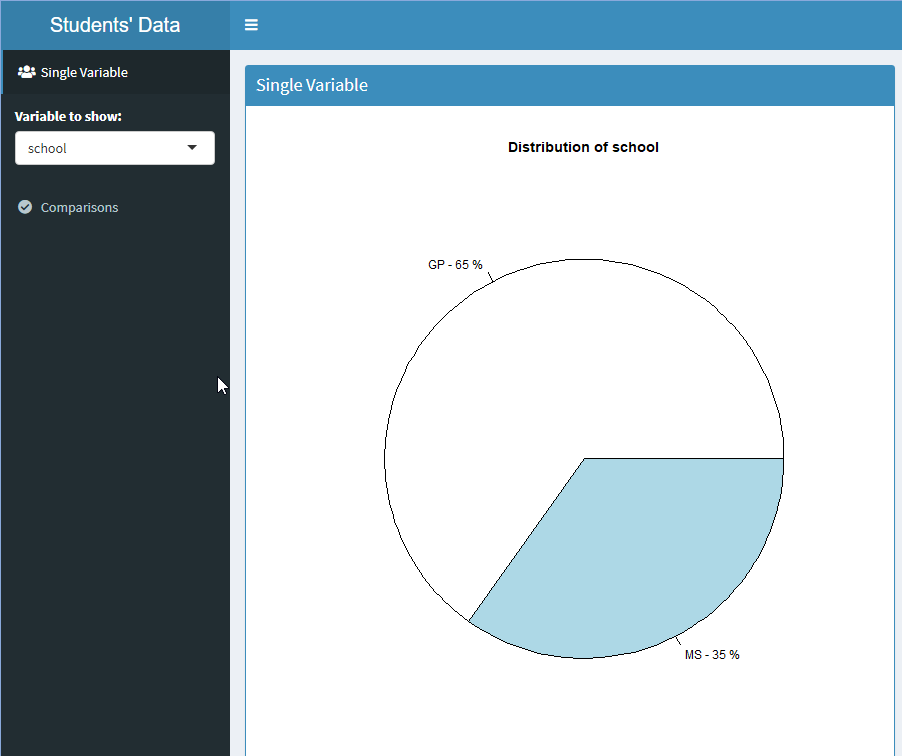 Students' Data
Single Variable
Variable to show:
school
Comparisons
Single Variable
Distribution of school
GP - 65 %
MS - 35 %